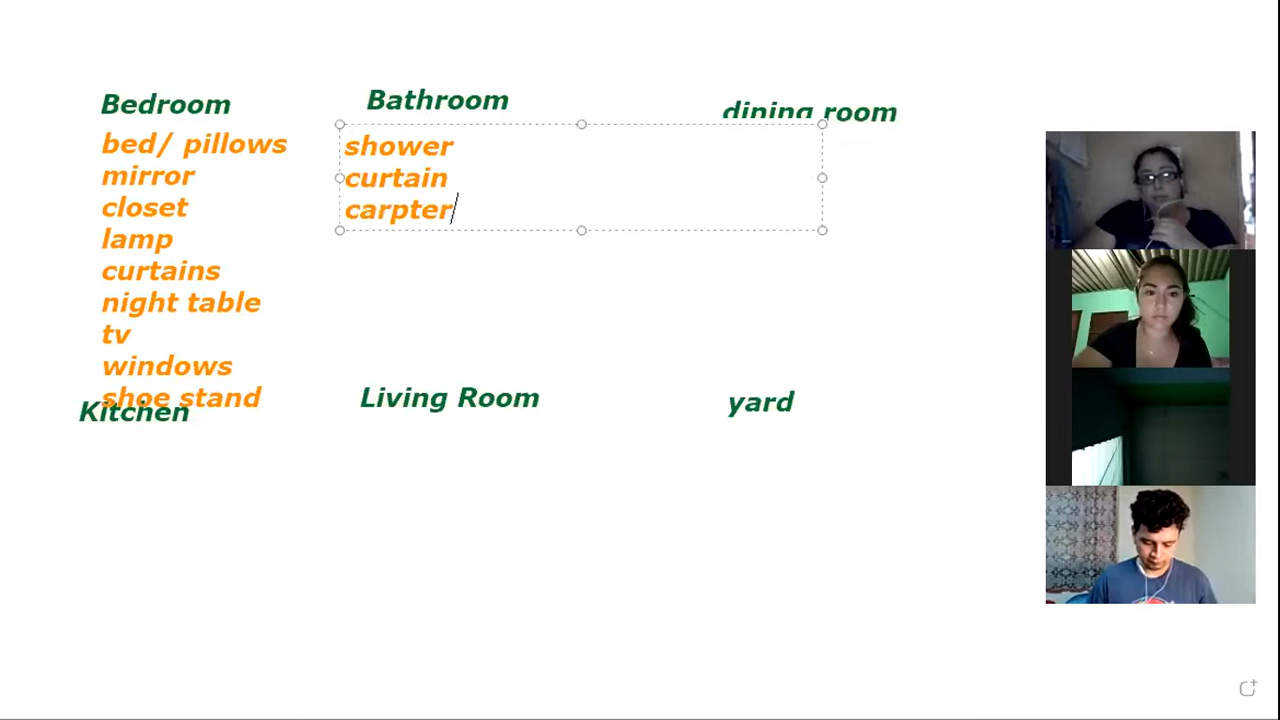 Bedroom
bed/ pillows
mirror
closet
lamp
curtains
night table
tv
windows
shoe stand
Bathroom
shower
curtain
carpter
dining room
Kitchen
Living Room
yard